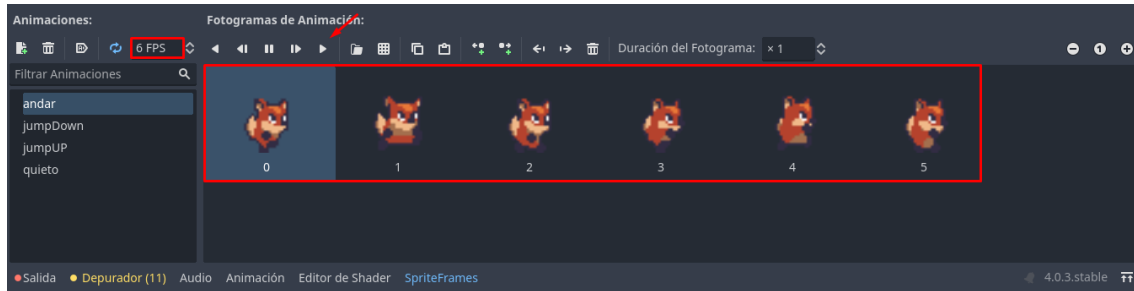 Animaciones:
Fotogramas de Animación:
6 FPS
Duración del Fotograma: × 1
Filtrar Animaciones
andar
jumpDown
jumpUP
quieto
0 1 2 3 4 5
Salida Depurador (11) Audio Animación Editor de Shader SpriteFrames 4.0.3.stable